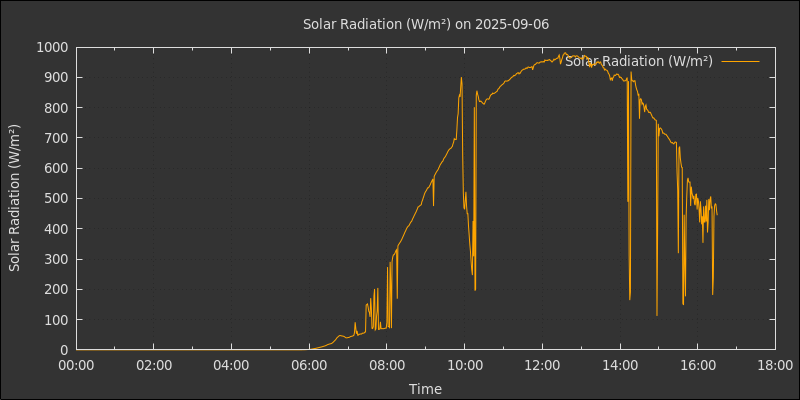 Solar Radiation (W/m²) on 2025-09-06
Solar Radiation (W/m²)
Solar Radiation (W/m²)
1000
900
800
700
600
500
400
300
200
100
0
00:00 02:00 04:00 06:00 08:00 10:00 12:00 14:00 16:00 18:00
Time